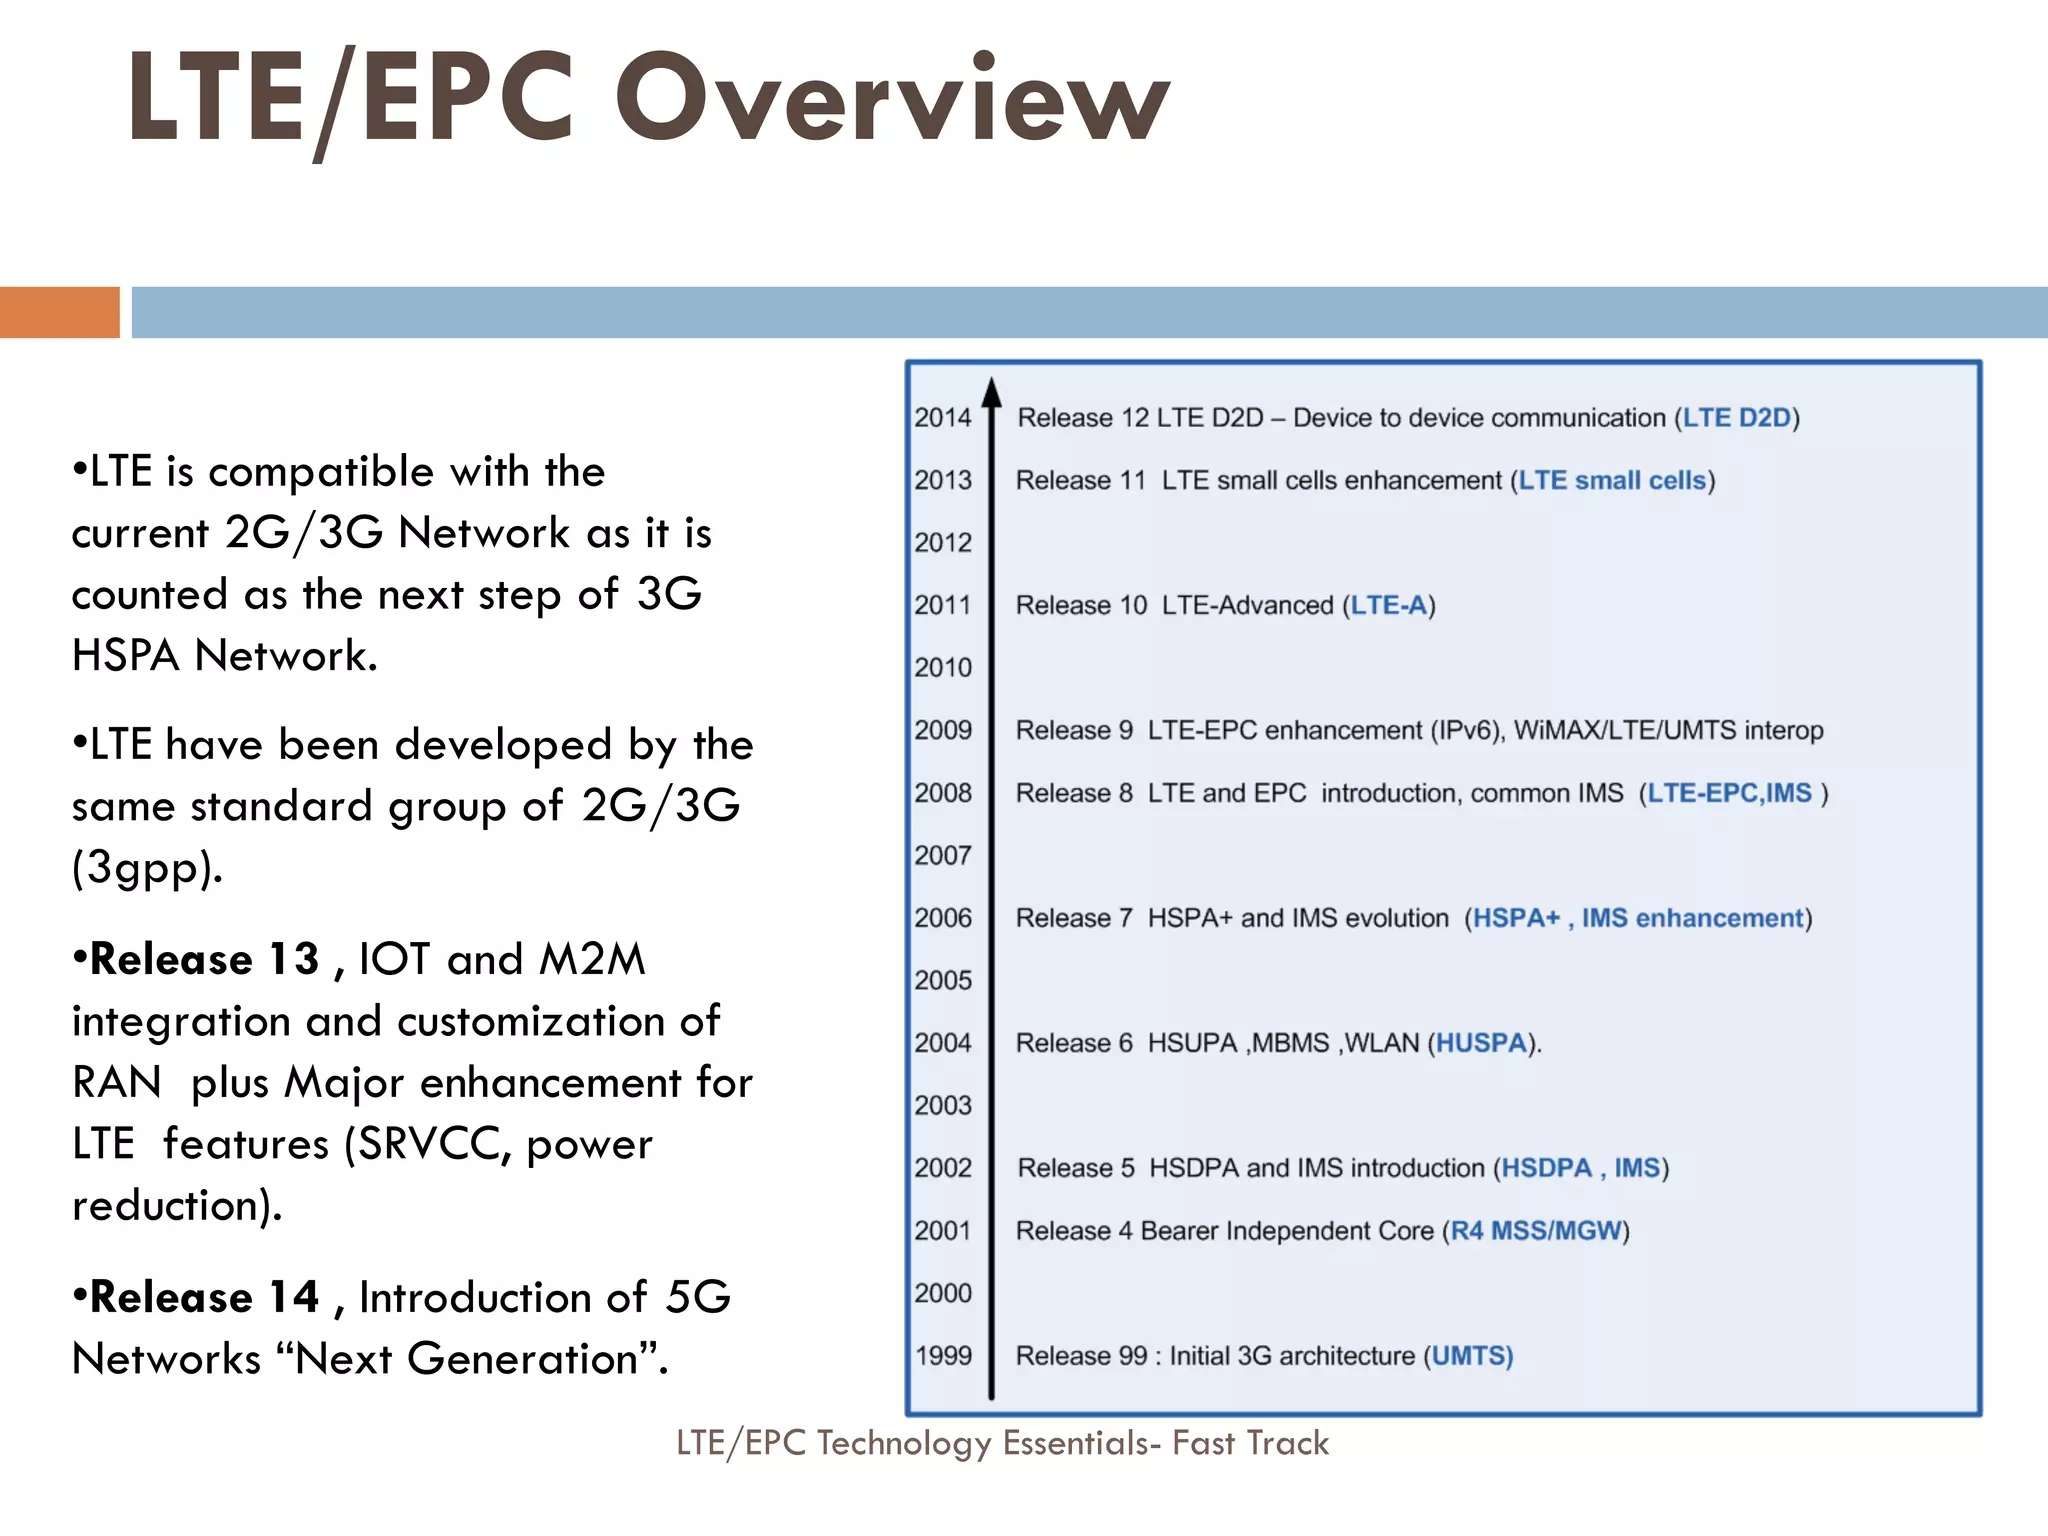 LTE/EPC Overview
•LTE is compatible with the
current 2G/3G Network as it is
counted as the next step of 3G
HSPA Network.
•LTE have been developed by the
same standard group of 2G/3G
(3gpp).
•Release 13 , IOT and M2M
integration and customization of
RAN plus Major enhancement for
LTE features (SRVCC, power
reduction).
•Release 14 , Introduction of 5G
Networks “Next Generation”.
2014 Release 12 LTE D2D – Device to device communication (LTE D2D)
2013 Release 11 LTE small cells enhancement (LTE small cells)
2012
2011 Release 10 LTE-Advanced (LTE-A)
2010
2009 Release 9 LTE-EPC enhancement (IPv6), WiMAX/LTE/UMTS interop
2008 Release 8 LTE and EPC introduction, common IMS (LTE-EPC,IMS )
2007
2006 Release 7 HSPA+ and IMS evolution (HSPA+ , IMS enhancement)
2005
2004 Release 6 HSUPA ,MBMS ,WLAN (HUSPA).
2003
2002 Release 5 HSDPA and IMS introduction (HSDPA , IMS)
2001 Release 4 Bearer Independent Core (R4 MSS/MGW)
2000
1999 Release 99 : Initial 3G architecture (UMTS)
LTE/EPC Technology Essentials- Fast Track